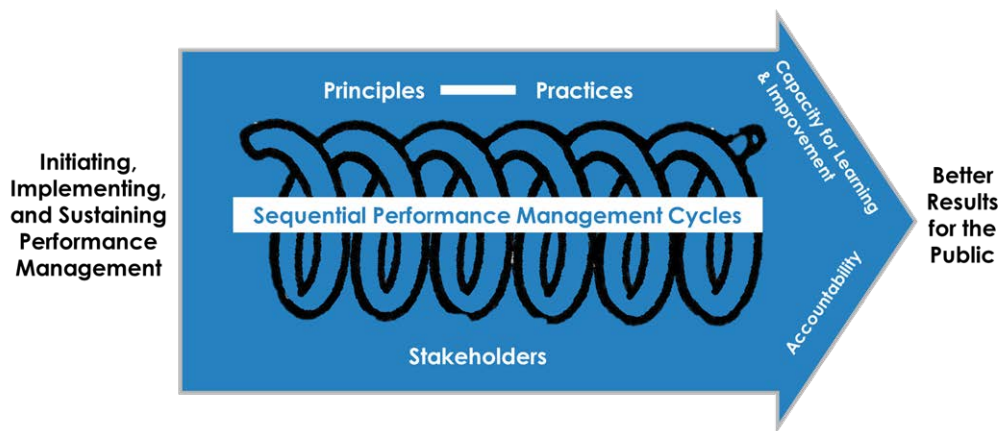 Initiating,
Implementing,
and Sustaining
Performance
Management
Principles — Practices
Sequential Performance Management Cycles
Stakeholders
Capacity for Learning
& Improvement
Accountability
Better
Results
for the
Public